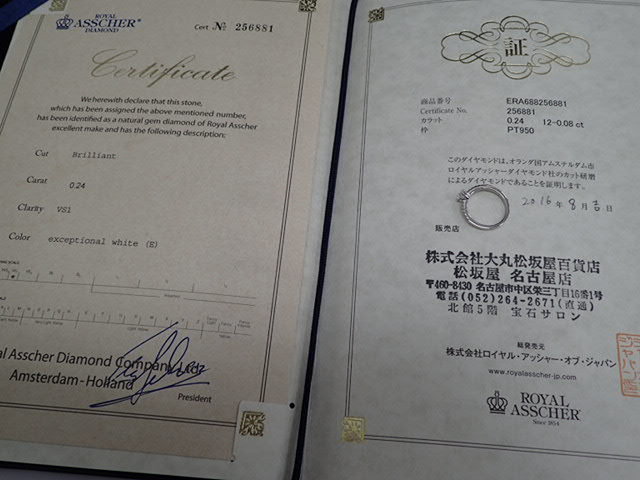 ROYAL
ASSCHER®
DIAMOND
Cert № 256881
Certificate
We herewith declare that this stone,
which has been assigned the above mentioned number,
has been identified as a natural gem diamond of Royal Asscher
excellent make and has the following description:
Cut Brilliant
Carat 0.24
Clarity VS1
Color exceptional white (E)
al Asscher Diamond Company Ltd
Amsterdam-Holland
President
証
商品番号 ERA688256881
Certificate No. 256881
カラット 0.24 12-0.08 ct
枠 PT950
このダイヤモンドは、オランダ国アムステルダム市
ロイヤルアッシャーダイヤモンド社のカット研磨
によるダイヤモンドであることを証明します。
2016年8月吉日
販売店
株式会社大丸松坂屋百貨店
松坂屋 名古屋店
〒460-8430 名古屋市中区栄三丁目16番1号
電話(052)264-2671(直通)
北館5階 宝石サロン
総発売元
株式会社ロイヤル・アッシャー・オブ・ジャパン
www.royalasscher-jp.com
ROYAL
ASSCHER®
Since 1854